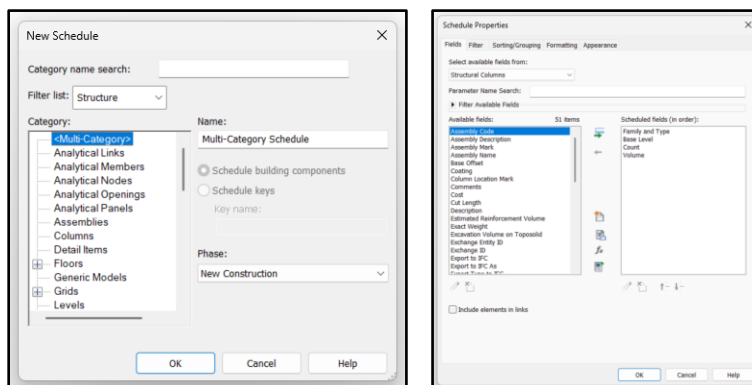 New Schedule
Category name search:
Filter list: Structure
Category:
<Multi-Category>
Analytical Links
Analytical Members
Analytical Nodes
Analytical Openings
Analytical Panels
Assemblies
Columns
Detail Items
Floors
Generic Models
Grids
Levels
Name:
Multi-Category Schedule
Schedule building components
Schedule keys
Key name:
Phase:
New Construction
OK Cancel Help
Schedule Properties
Fields Filter Sorting/Grouping Formatting Appearance
Select available fields from:
Structural Columns
Parameter Name Search:
Filter Available Fields
Available fields: 51 items
Assembly Code
Assembly Description
Assembly Mark
Assembly Name
Base Offset
Coating
Column Location Mark
Comments
Cost
Cut Length
Description
Estimated Reinforcement Volume
Exact Weight
Excavation Volume on Toposolid
Exchange Entity ID
Exchange ID
Export to IFC
Export to IFC As
Scheduled fields (in order):
Family and Type
Base Level
Count
Volume
Include elements in links
OK Cancel Help